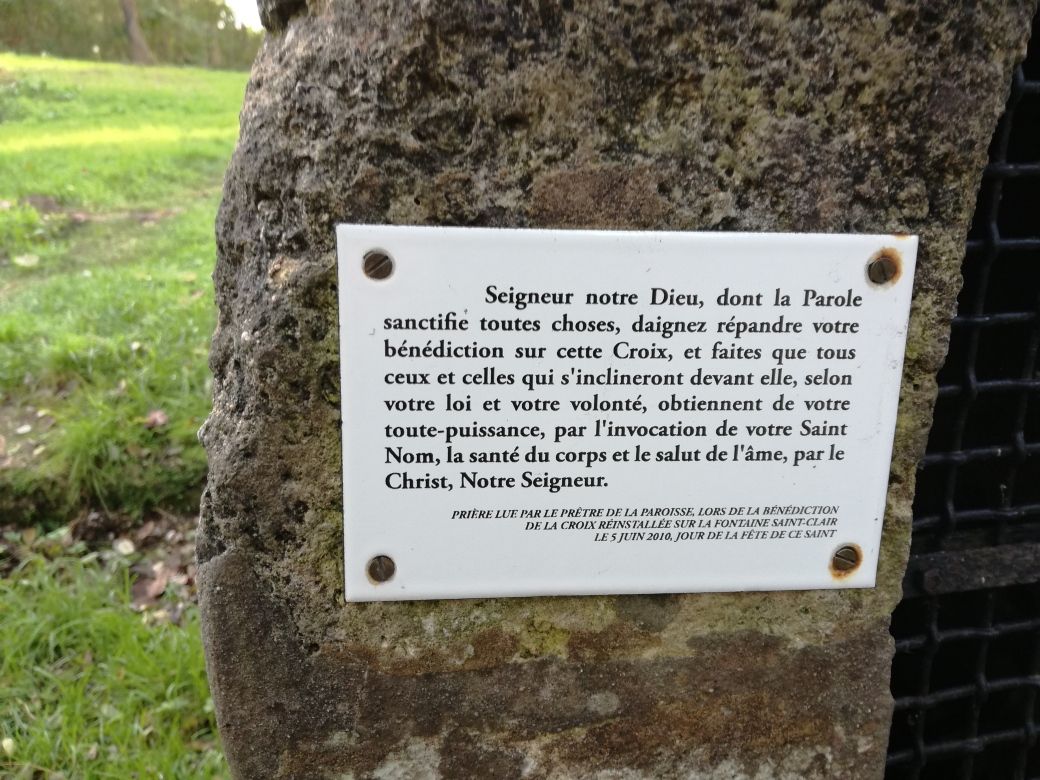 Seigneur notre Dieu, dont la Parole
sanctifie toutes choses, daignez répandre votre
bénédiction sur cette Croix, et faites que tous
ceux et celles qui s'inclineront devant elle, selon
votre loi et votre volonté, obtiennent de votre
toute-puissance, par l'invocation de votre Saint
Nom, la santé du corps et le salut de l'âme, par le
Christ, Notre Seigneur.
PRIÈRE LUE PAR LE PRÊTRE DE LA PAROISSE, LORS DE LA BÉNÉDICTION
DE LA CROIX RÉINSTALLÉE SUR LA FONTAINE SAINT-CLAIR
LE 5 JUIN 2010, JOUR DE LA FÊTE DE CE SAINT